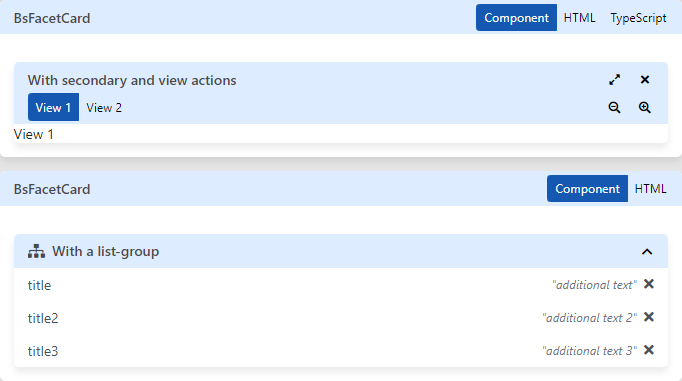 BsFacetCard Component HTML TypeScript
With secondary and view actions
View 1 View 2
View 1
BsFacetCard Component HTML
With a list-group
title "additional text"
title2 "additional text 2"
title3 "additional text 3"